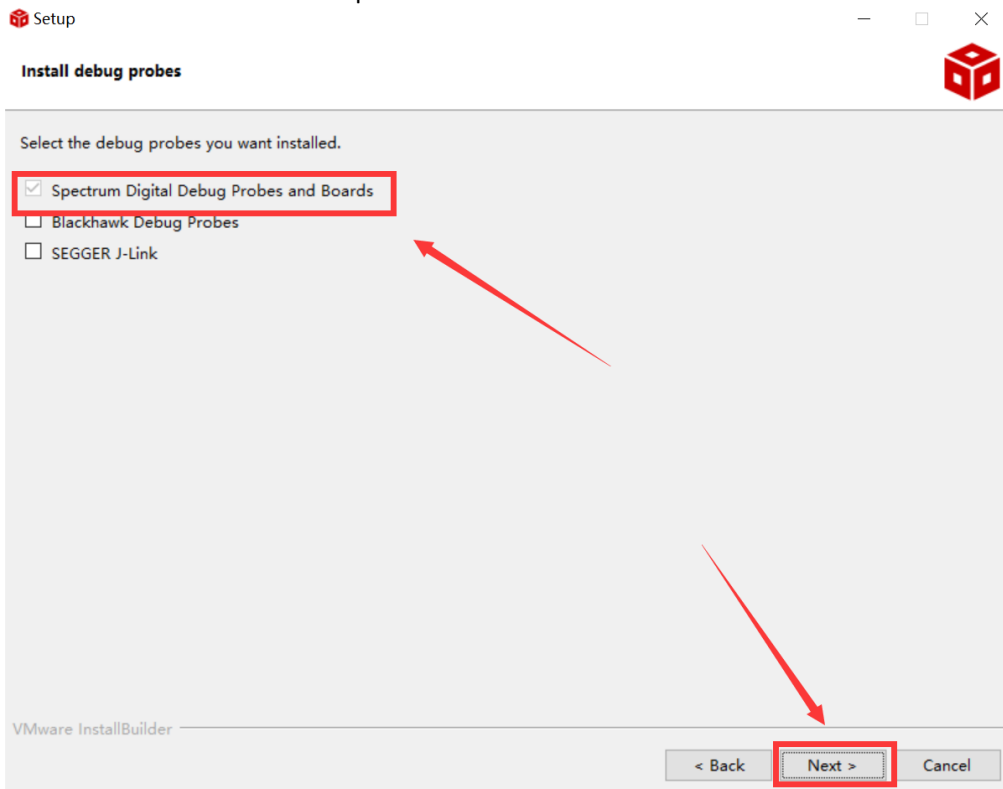 Setup
Install debug probes
Select the debug probes you want installed.
Spectrum Digital Debug Probes and Boards
Blackhawk Debug Probes
SEGGER J-Link
VMware InstallBuilder
< Back Next > Cancel